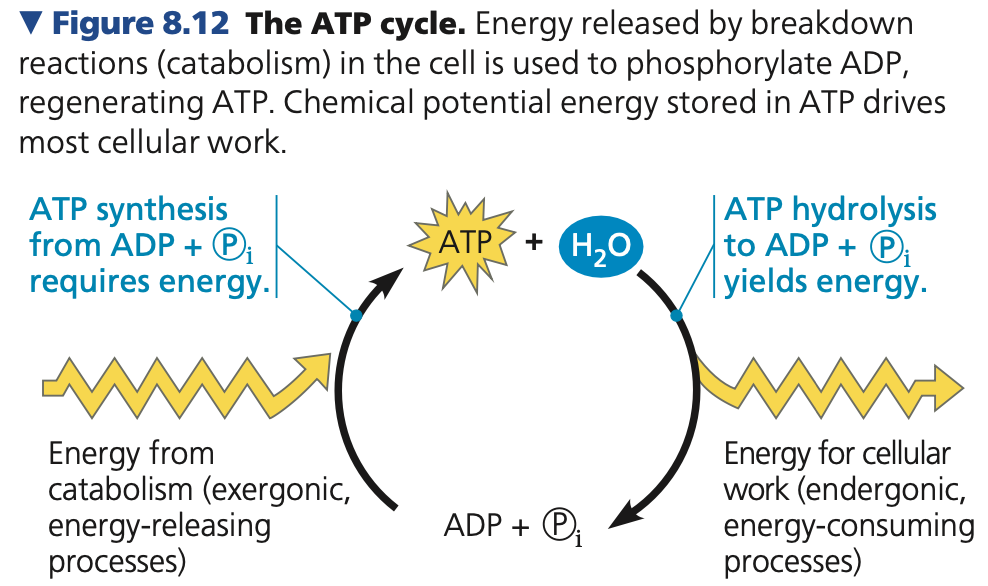 ▼ Figure 8.12 The ATP cycle. Energy released by breakdown
reactions (catabolism) in the cell is used to phosphorylate ADP,
regenerating ATP. Chemical potential energy stored in ATP drives
most cellular work.
ATP synthesis
from ADP + Ⓟi
requires energy.
ATP + H₂O
ATP hydrolysis
to ADP + Ⓟi
yields energy.
Energy from
catabolism (exergonic,
energy-releasing
processes)
ADP + Ⓟi
Energy for cellular
work (endergonic,
energy-consuming
processes)